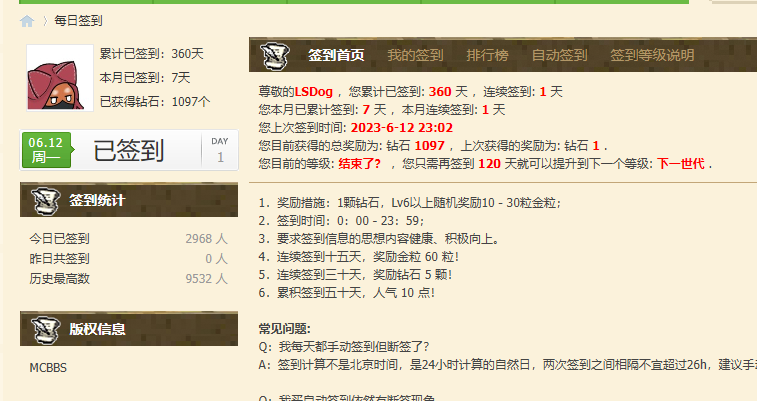 每日签到
累计已签到：360天
本月已签到：7天
已获得钻石：1097个
06.12
周一
已签到
DAY
1
签到统计
今日已签到 2968 人
昨日共签到 0 人
历史最高数 9532 人
版权信息
MCBBS
签到首页 我的签到 排行榜 自动签到 签到等级说明
尊敬的LSDog ，您累计已签到: 360 天 ，连续签到: 1 天
您本月已累计签到: 7 天 ，本月连续签到: 1 天
您上次签到时间: 2023-6-12 23:02
您目前获得的总奖励为: 钻石 1097 ，上次获得的奖励为: 钻石 1 .
您目前的等级: 结束了？ ，您只需再签到 120 天就可以提升到下一个等级: 下一世代 .
1．奖励措施：1颗钻石，Lv6以上随机奖励10 - 30粒金粒；
2．签到时间：0：00 - 23：59；
3．要求签到信息的思想内容健康、积极向上。
4．连续签到十五天，奖励金粒 60 粒！
5．连续签到三十天，奖励钻石 5 颗！
6．累积签到五十天，人气 10 点！
常见问题:
Q：我每天都手动签到但断签了？
A：签到计算不是北京时间，是24小时计算的自然日，两次签到之间相隔不宜超过26h，建议手